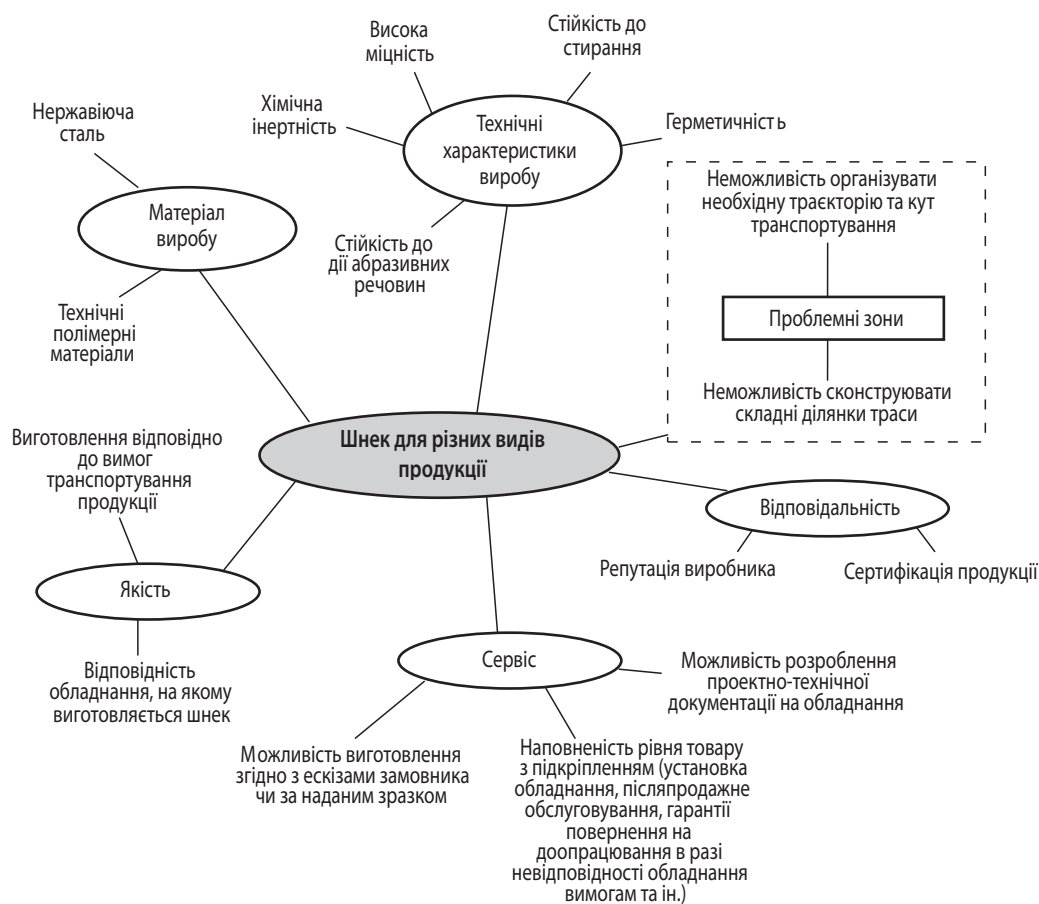 Висока
міцність
Стійкість до
стирання
Нержавіюча
сталь
Хімічна
інертність
Технічні
характеристики
виробу
Герметичність
Матеріал
виробу
Неможливість організувати
необхідну траєкторію та кут
транспортування
Стійкість до
дії абразивних
речовин
Технічні
полімерні
матеріали
Проблемні зони
Неможливість сконструювати
складні ділянки траси
Шнек для різних видів
продукції
Виготовлення відповідно
до вимог
транспортування
продукції
Відповідальність
Репутація виробника
Сертифікація продукції
Якість
Відповідність
обладнання, на якому
виготовляється шнек
Сервіс
Можливість розроблення
проектно-технічної
документації на обладнання
Можливість виготовлення
згідно з ескізами замовника
чи за наданим зразком
Наповненість рівня товару
з підкріпленням (установка
обладнання, післяпродажне
обслуговування, гарантії
повернення на
доопрацювання в разі
невідповідності обладнання
вимогам та ін.)